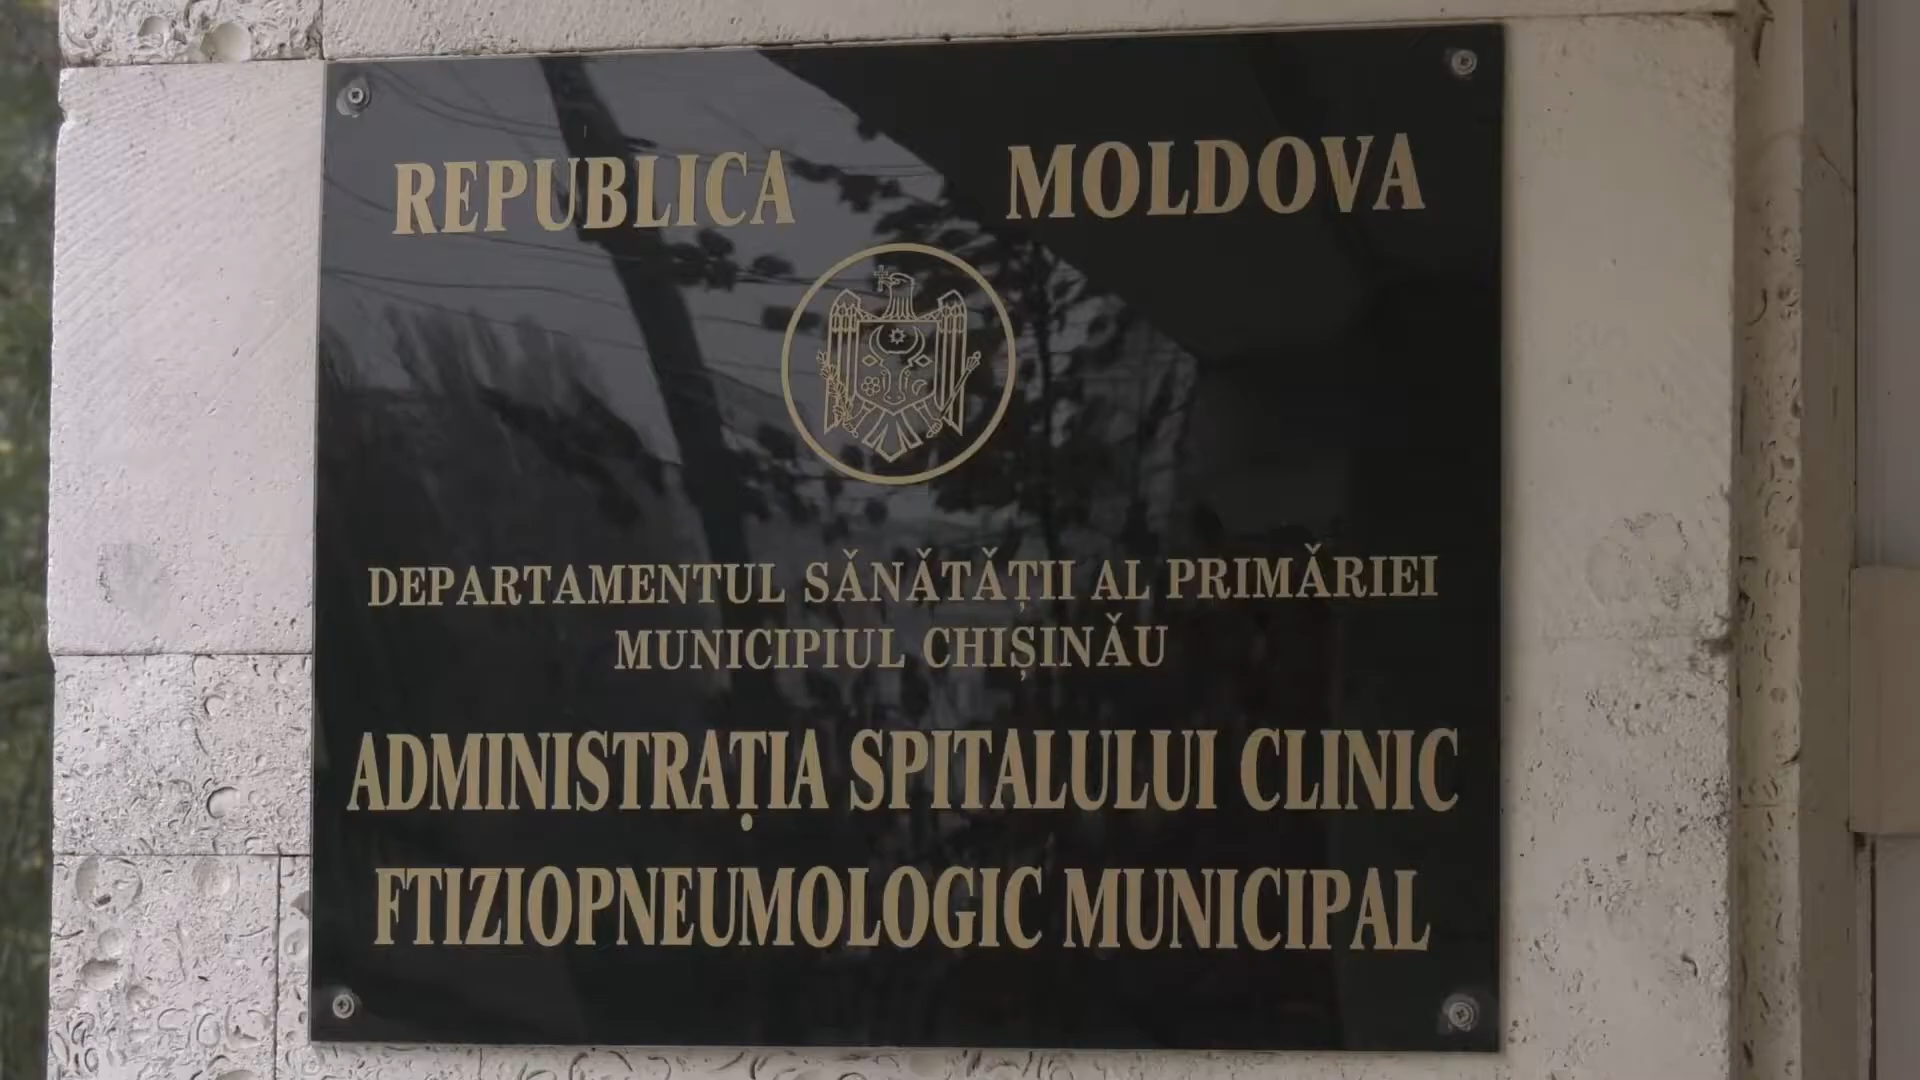 REPUBLICA MOLDOVA
DEPARTAMENTUL SĂNĂTĂȚII AL PRIMĂRIEI
MUNICIPIUL CHIȘINĂU
ADMINISTRAȚIA SPITALULUI CLINIC
FTIZIOPNEUMOLOGIC MUNICIPAL